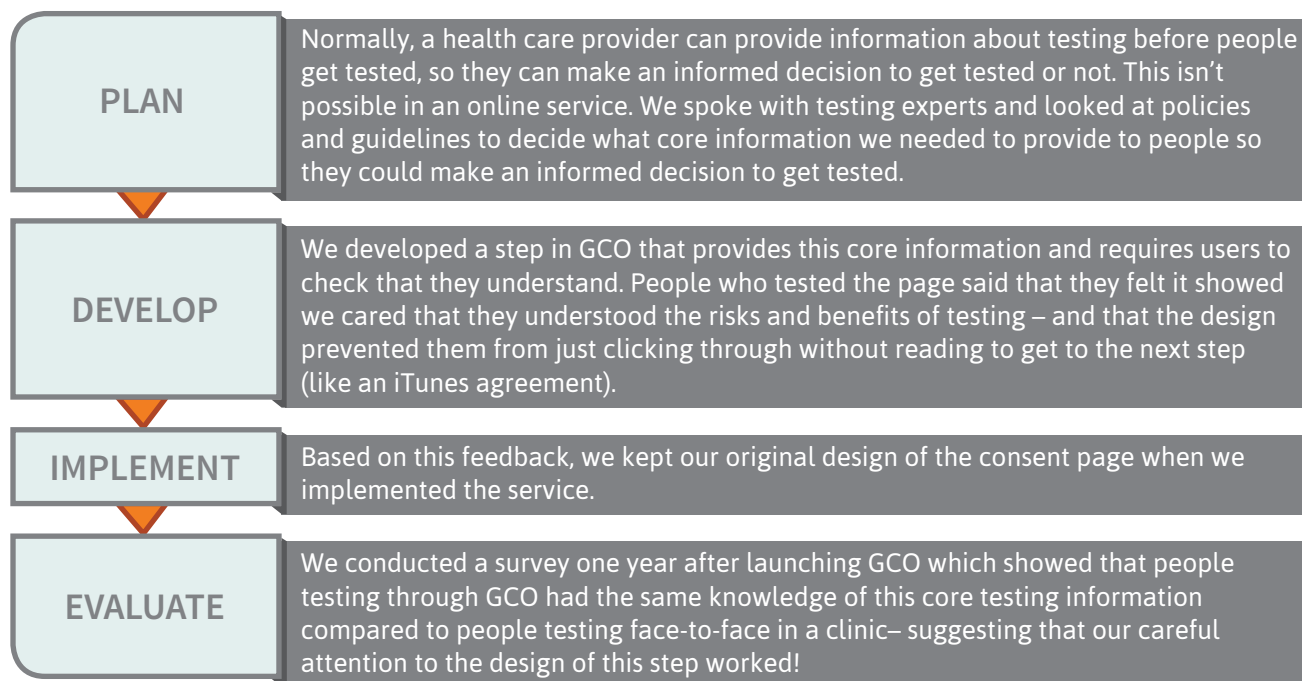 PLAN
Normally, a health care provider can provide information about testing before people
get tested, so they can make an informed decision to get tested or not. This isn’t
possible in an online service. We spoke with testing experts and looked at policies
and guidelines to decide what core information we needed to provide to people so
they could make an informed decision to get tested.
DEVELOP
We developed a step in GCO that provides this core information and requires users to
check that they understand. People who tested the page said that they felt it showed
we cared that they understood the risks and benefits of testing – and that the design
prevented them from just clicking through without reading to get to the next step
(like an iTunes agreement).
IMPLEMENT
Based on this feedback, we kept our original design of the consent page when we
implemented the service.
EVALUATE
We conducted a survey one year after launching GCO which showed that people
testing through GCO had the same knowledge of this core testing information
compared to people testing face-to-face in a clinic– suggesting that our careful
attention to the design of this step worked!